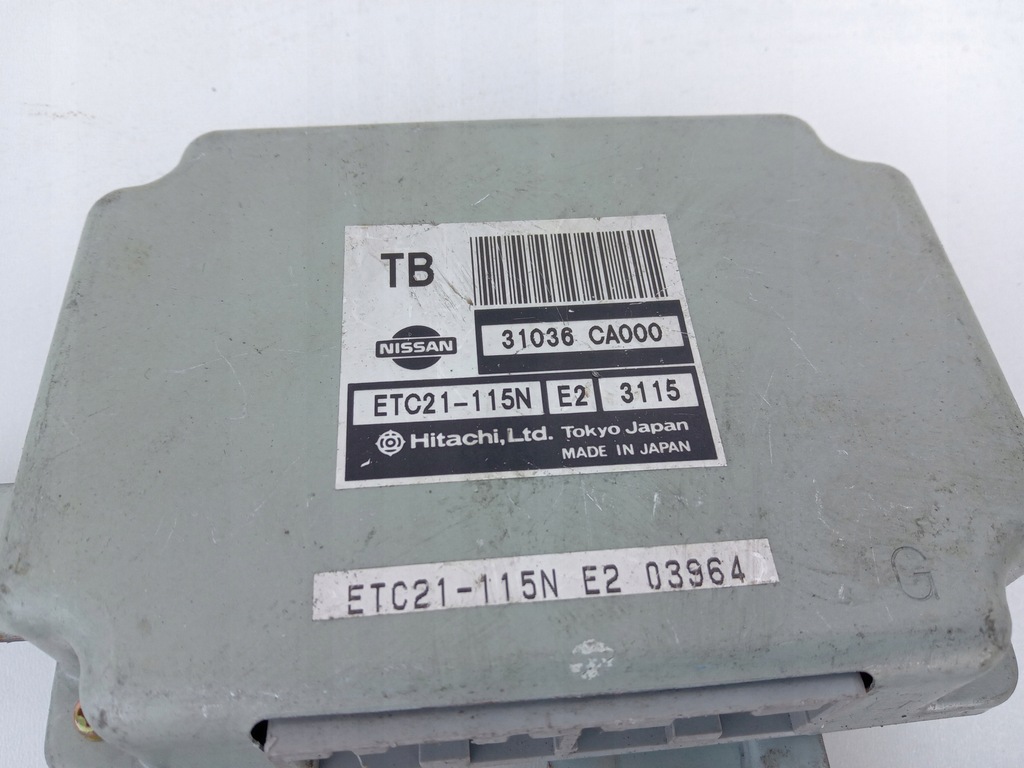 TB
NISSAN
31036 CA000
ETC21-115N E2 3115
Hitachi, Ltd. Tokyo Japan
MADE IN JAPAN
ETC21-115N E2 03964
G